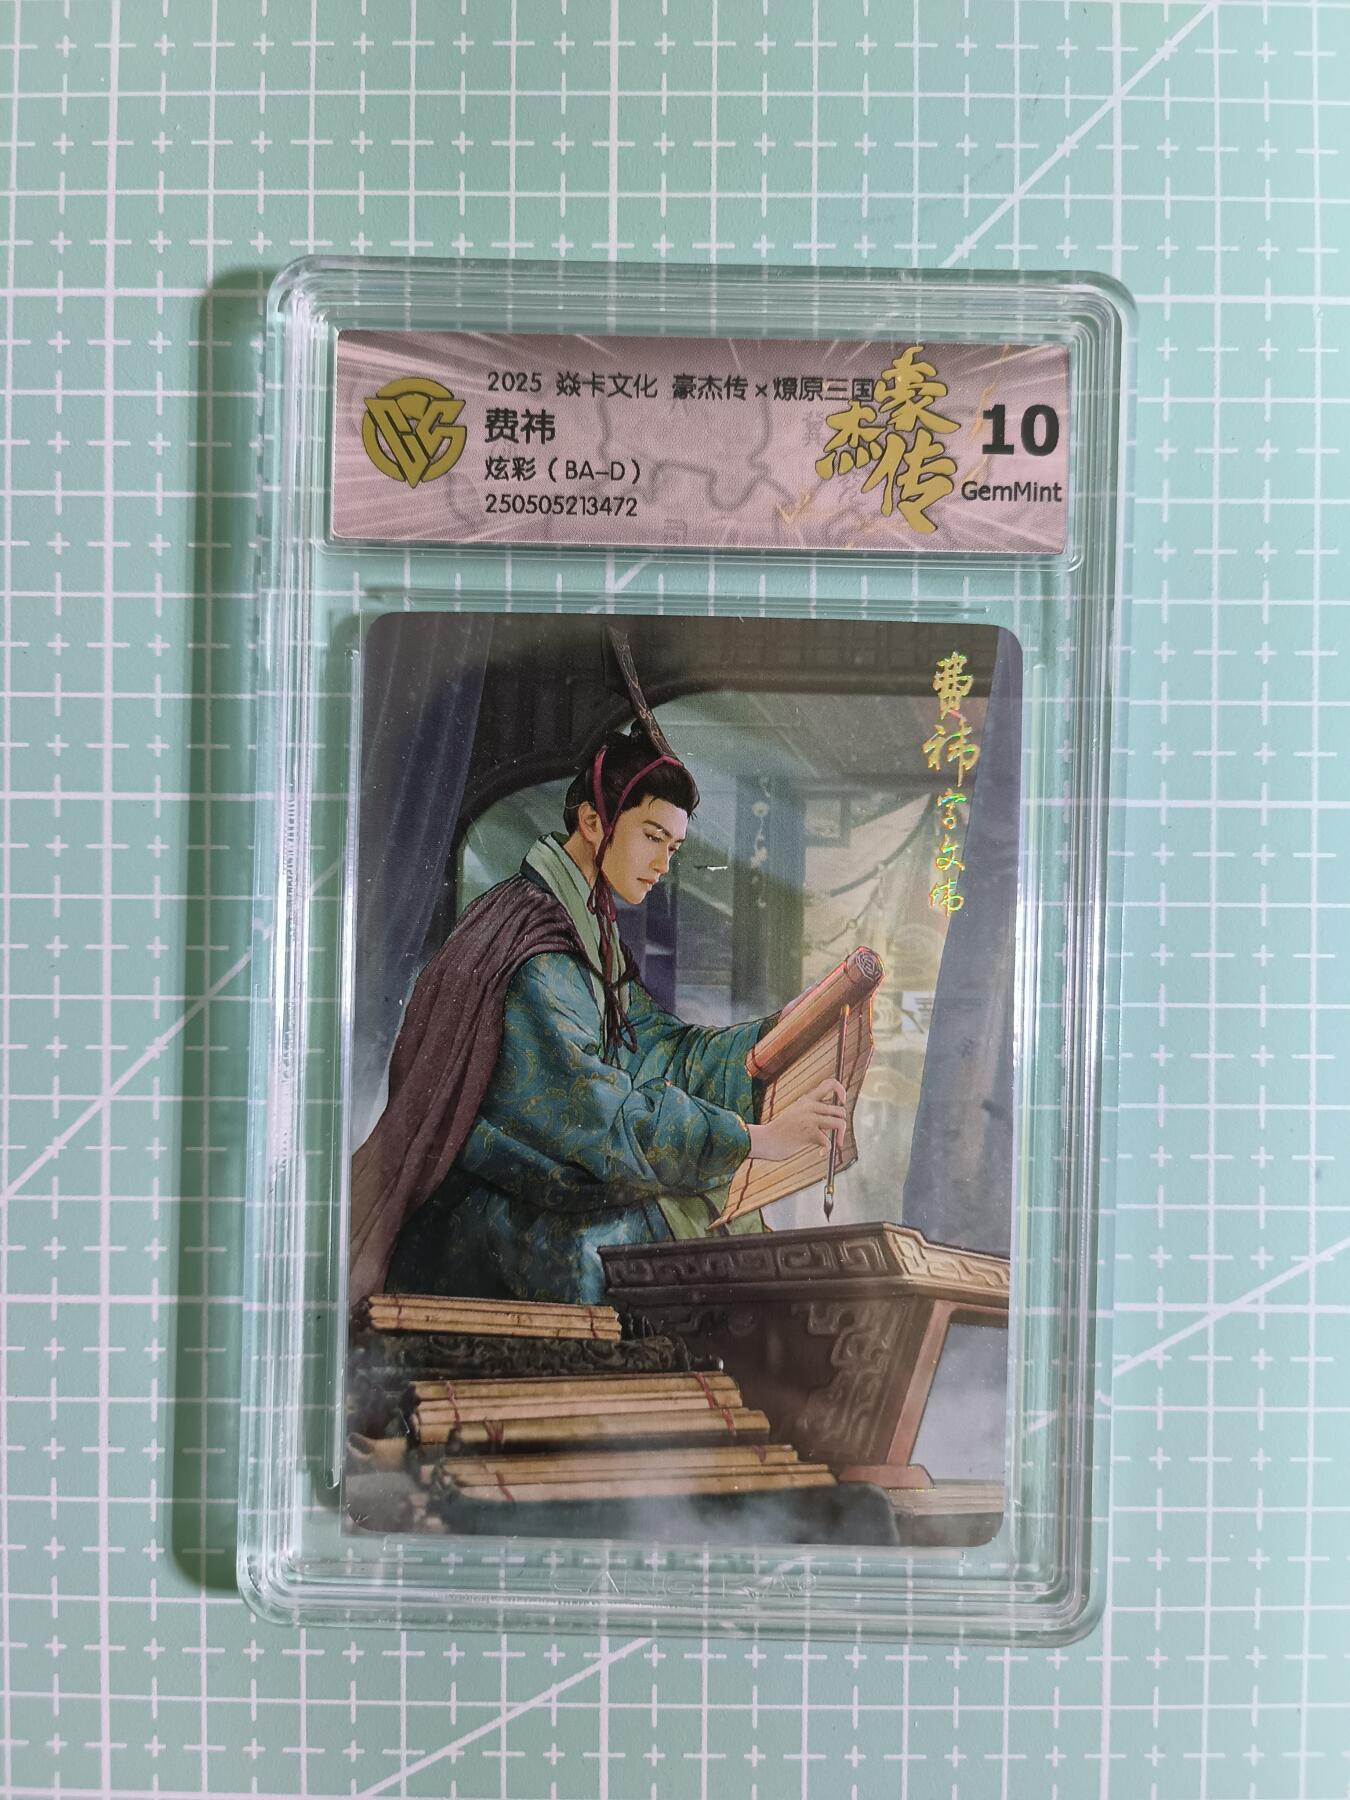 2025 焱卡文化 豪杰传×燎原三国
费祎
炫彩（BA-D）
250505213472
豪杰传
10
GemMint
费祎字文伟